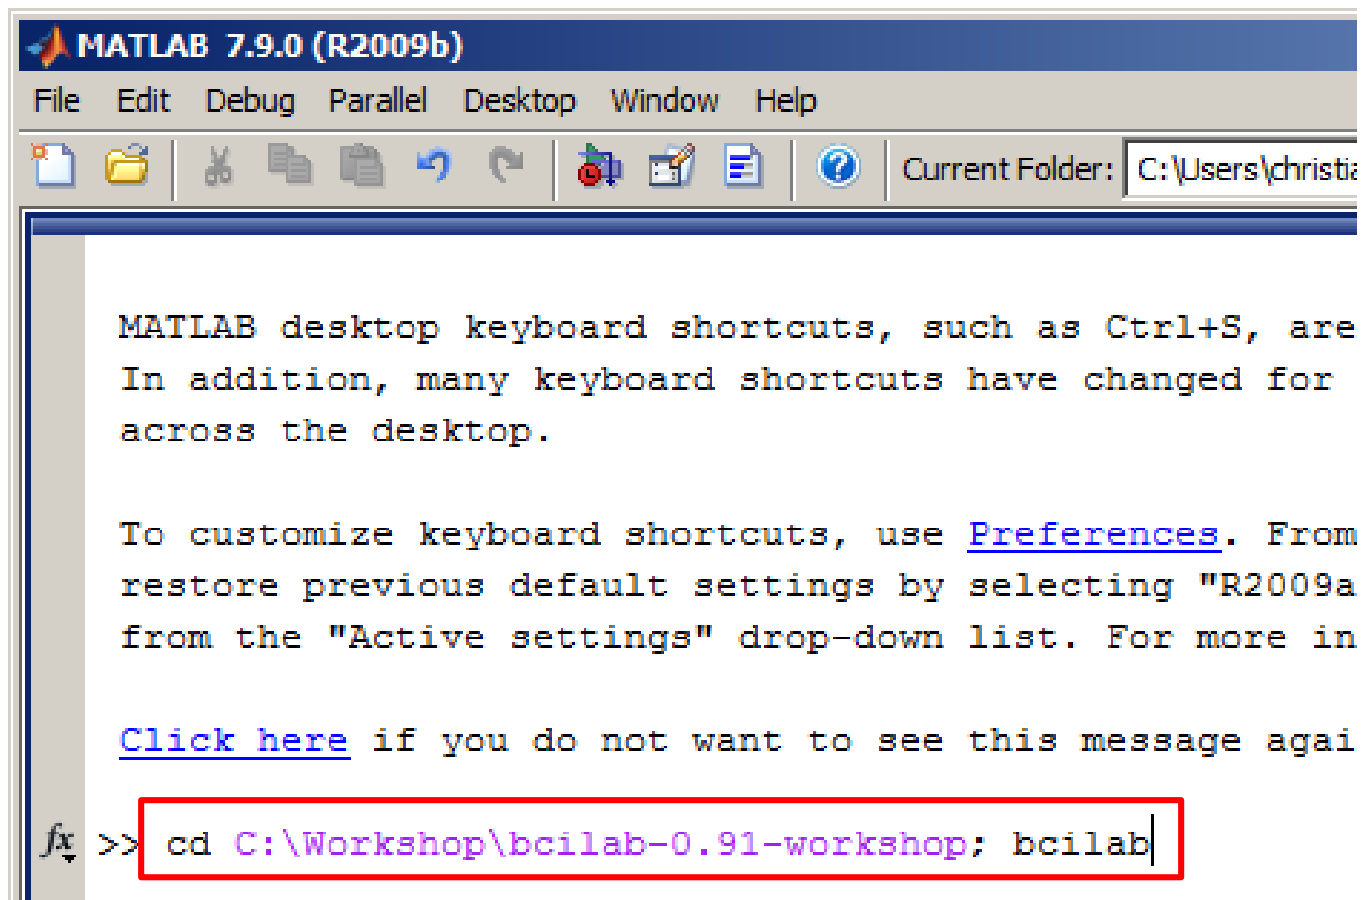 MATLAB 7.9.0 (R2009b)
File Edit Debug Parallel Desktop Window Help
Current Folder: C:\Users\christia
MATLAB desktop keyboard shortcuts, such as Ctrl+S, are
In addition, many keyboard shortcuts have changed for
across the desktop.
To customize keyboard shortcuts, use Preferences. From
restore previous default settings by selecting "R2009a
from the "Active settings" drop-down list. For more in
Click here if you do not want to see this message agai
fx >> cd C:\Workshop\bcilab-0.91-workshop; bcilab